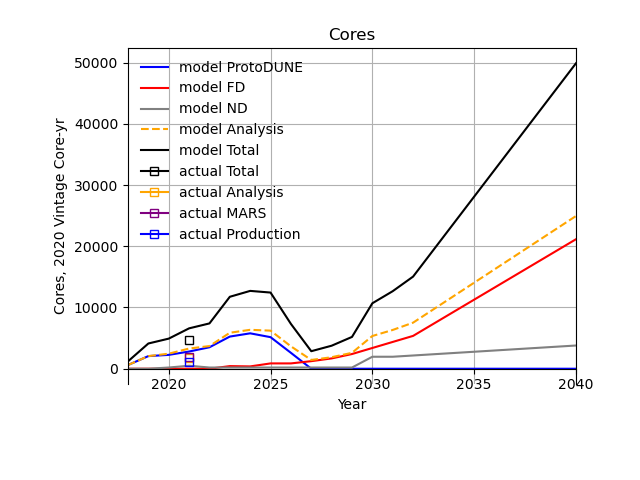 Cores
50000
40000
30000
20000
10000
0
Cores, 2020 Vintage Core-yr
model ProtoDUNE
model FD
model ND
model Analysis
model Total
actual Total
actual Analysis
actual MARS
actual Production
2020 2025 2030 2035 2040
Year